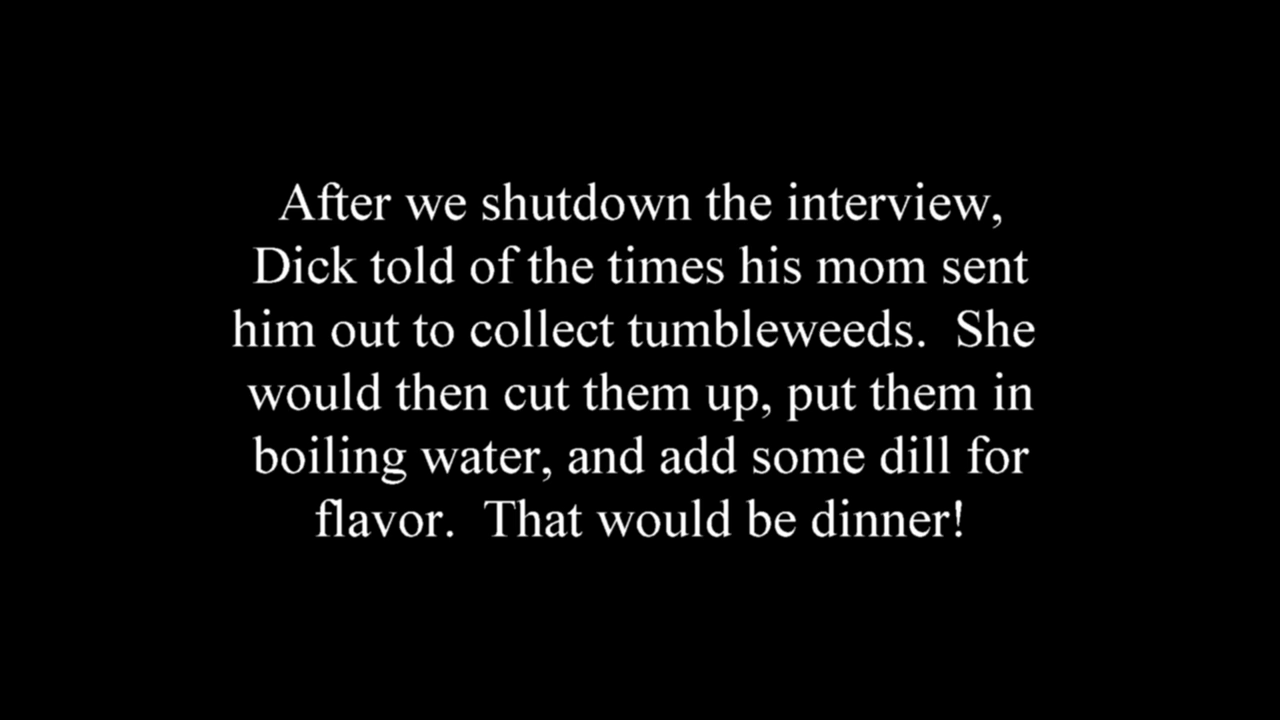 After we shutdown the interview,
Dick told of the times his mom sent
him out to collect tumbleweeds.  She
would then cut them up, put them in
boiling water, and add some dill for
flavor.  That would be dinner!